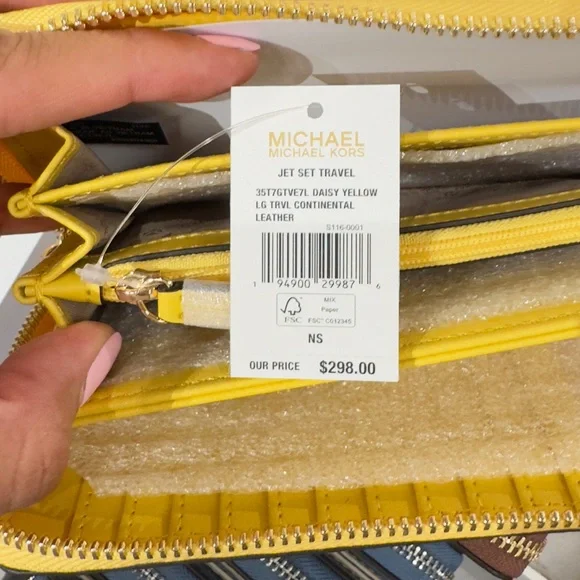 MICHAEL
MICHAEL KORS
JET SET TRAVEL
35T7GTVE7L DAISY YELLOW
LG TRVL CONTINENTAL
LEATHER
S116-0001
1 94900 29987 6
FSC
MIX
Paper
FSC® C012345
NS
OUR PRICE $298.00